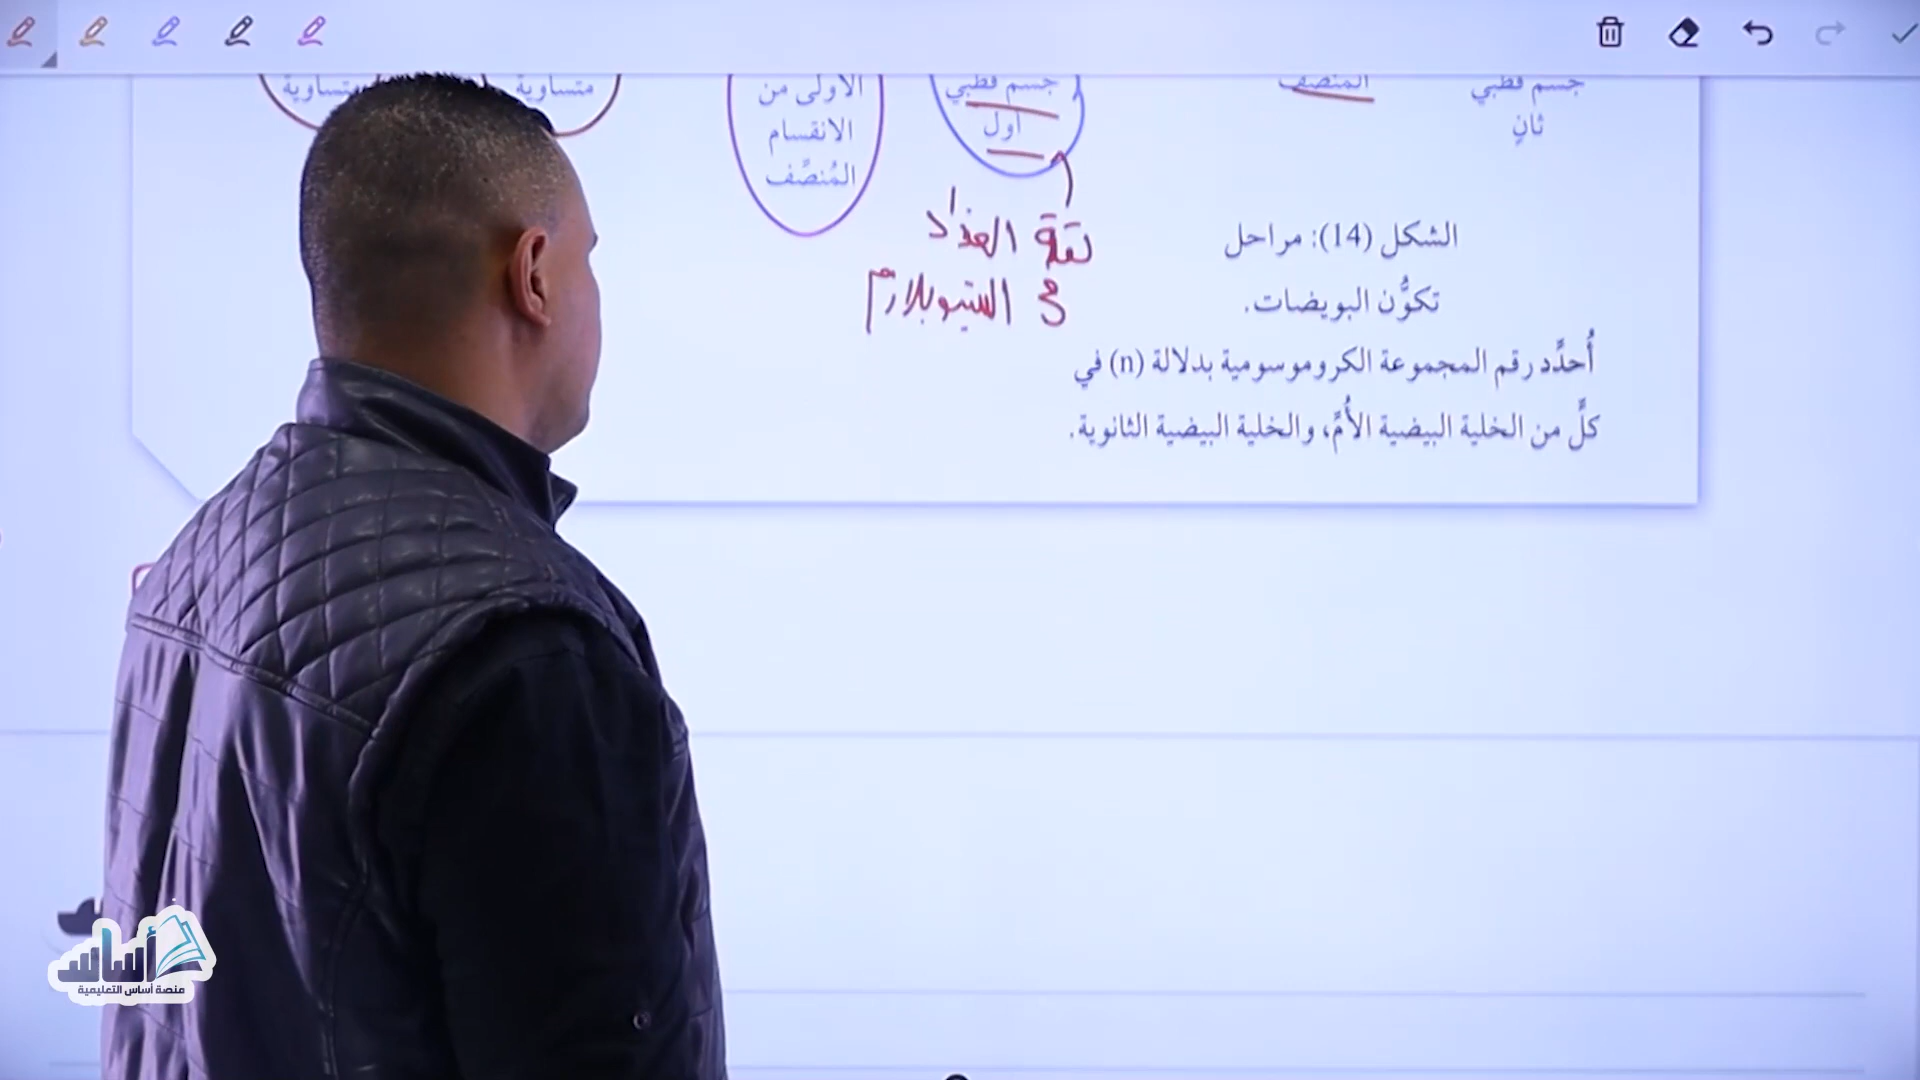 متساوية
متساوية
الأولى من
الانقسام
المُنصِّف
جسم قطبي
أول
المنصف
جسم قطبي
ثانٍ
الشكل (14): مراحل
تكوُّن البويضات.
في السيتوبلازم
أُحدِّد رقم المجموعة الكروموسومية بدلالة (n) في
كلٍّ من الخلية البيضية الأُمِّ، والخلية البيضية الثانوية.
أساس
منصة أساس التعليمية